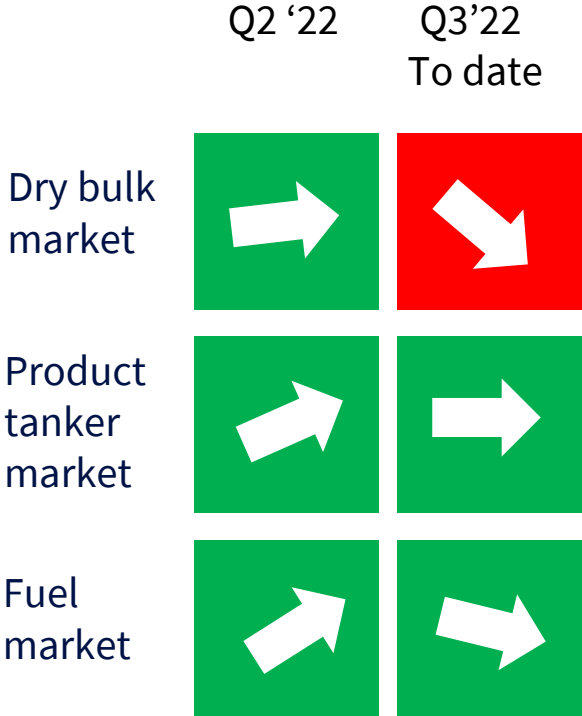 Q2 ‘22
Q3’22
To date
Dry bulk
market
Product
tanker
market
Fuel
market